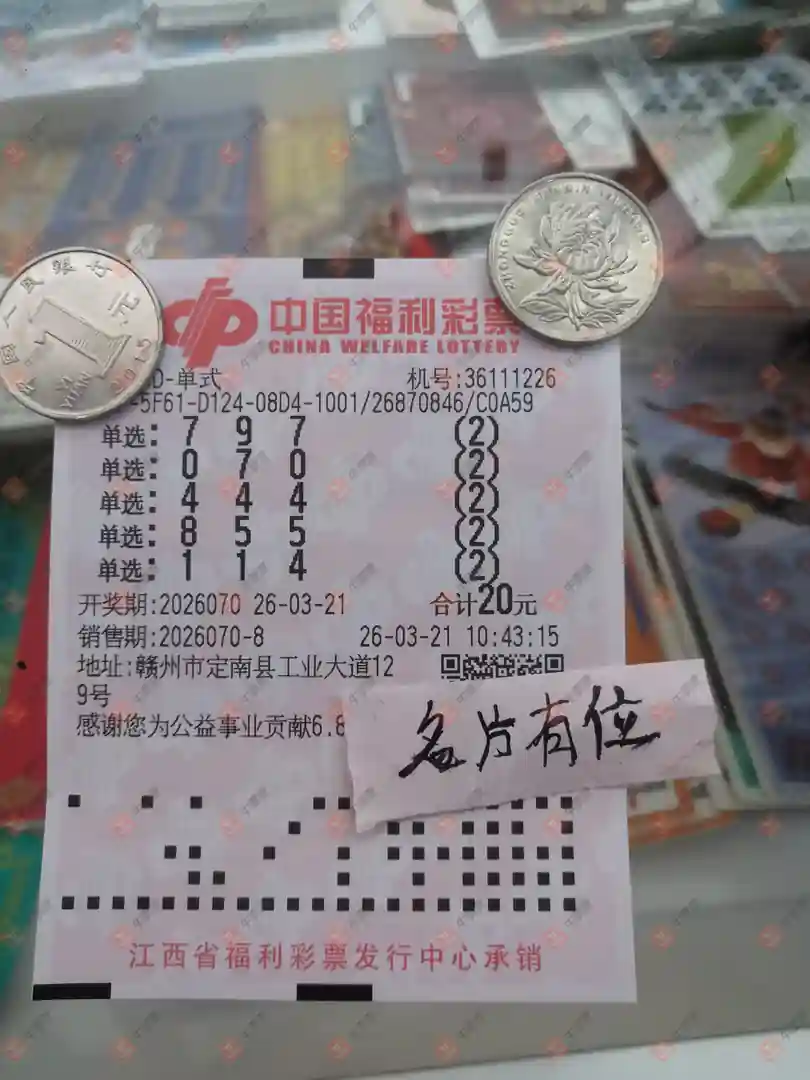 中国福利彩票
CHINA WELFARE LOTTERY
D-单式 机号:36111226
-5F61-D124-08D4-1001/26870846/C0A59
单选: 7 9 7 (2)
单选: 0 7 0 (2)
单选: 4 4 4 (2)
单选: 8 5 5 (2)
单选: 1 1 4 (2)
开奖期:2026070 26-03-21 合计20元
销售期:2026070-8 26-03-21 10:43:15
地址:赣州市定南县工业大道12
9号
感谢您为公益事业贡献6.8
名片有位
江西省福利彩票发行中心承销
1元
YI
YUAN
2015